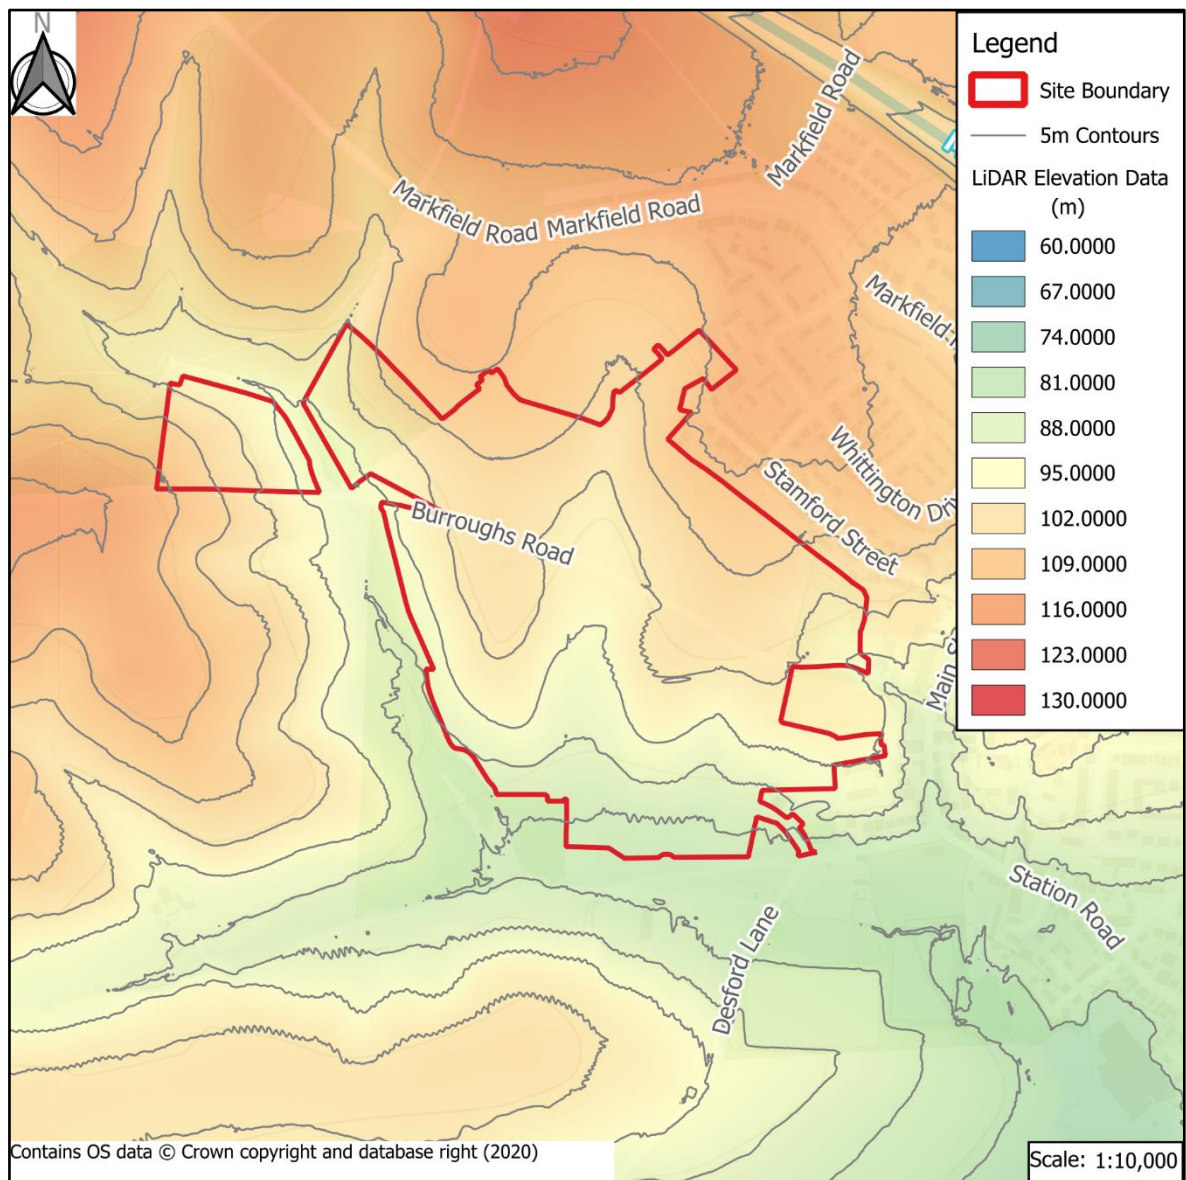 N
Legend
Site Boundary
5m Contours
LiDAR Elevation Data
(m)
60.0000
67.0000
74.0000
81.0000
88.0000
95.0000
102.0000
109.0000
116.0000
123.0000
130.0000
Markfield Road
Markfield Road Markfield Road
Whittington
Stamford Street
Burroughs Road
Main
Station Road
Desford Lane
Contains OS data © Crown copyright and database right (2020)
Scale: 1:10,000